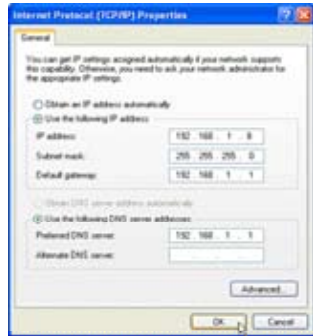 Internet Protocol (TCP/IP) Properties
General
You can get IP settings assigned automatically if your network supports
this capability. Otherwise, you need to ask your network administrator for
the appropriate IP settings.
Obtain an IP address automatically
Use the following IP address:
IP address: 192 . 168 . 1 . 8
Subnet mask: 255 . 255 . 255 . 0
Default gateway: 192 . 168 . 1 . 1
Obtain DNS server address automatically
Use the following DNS server addresses:
Preferred DNS server: 192 . 168 . 1 . 1
Alternate DNS server: . . .
Advanced...
OK Cancel